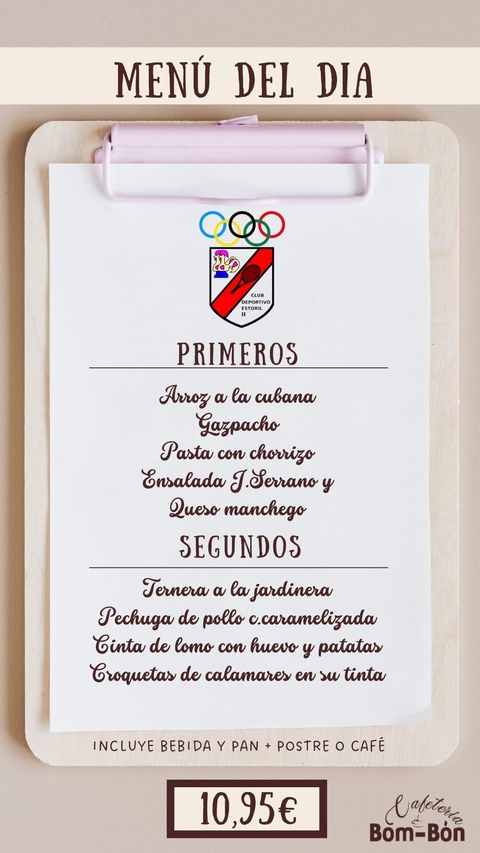 MENÚ DEL DIA
CLUB
DEPORTIVO
ESTORIL
II
PRIMEROS
Arroz a la cubana
Gazpacho
Pasta con chorrizo
Ensalada J.Serrano y
Queso manchego
SEGUNDOS
Ternera a la jardinera
Pechuga de pollo c.caramelizada
Cinta de lomo con huevo y patatas
Croquetas de calamares en su tinta
INCLUYE BEBIDA Y PAN + POSTRE O CAFÉ
10,95€
Cafetería
Bom-Bón